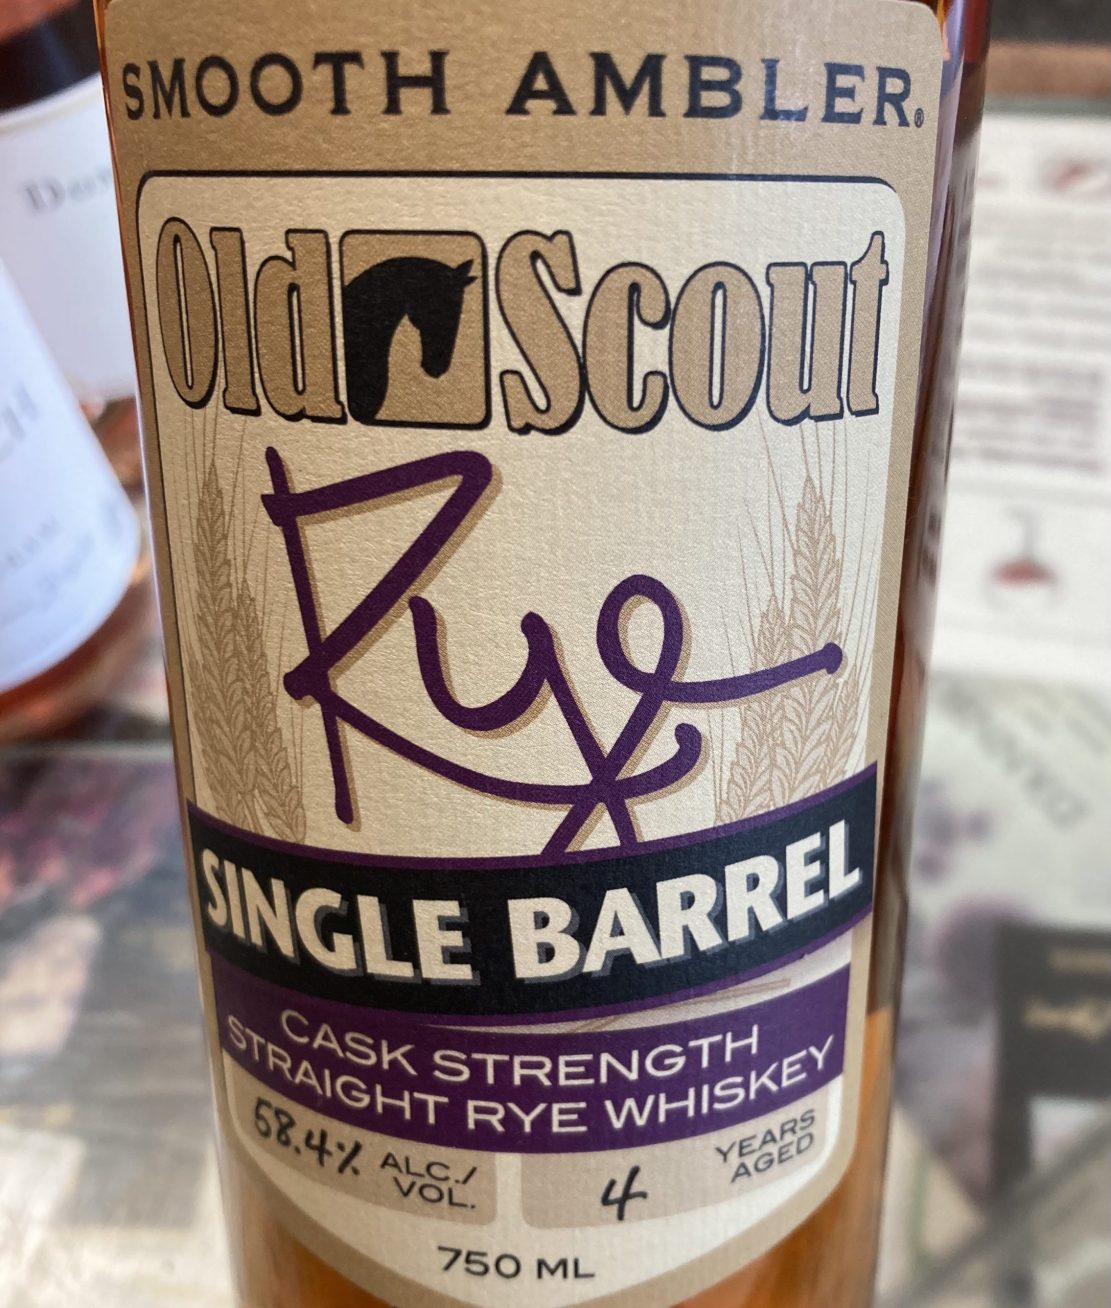 SMOOTH AMBLER®
Old Scout
Rye
SINGLE BARREL
CASK STRENGTH
STRAIGHT RYE WHISKEY
58.4% ALC./VOL.
4 YEARS AGED
750 ML